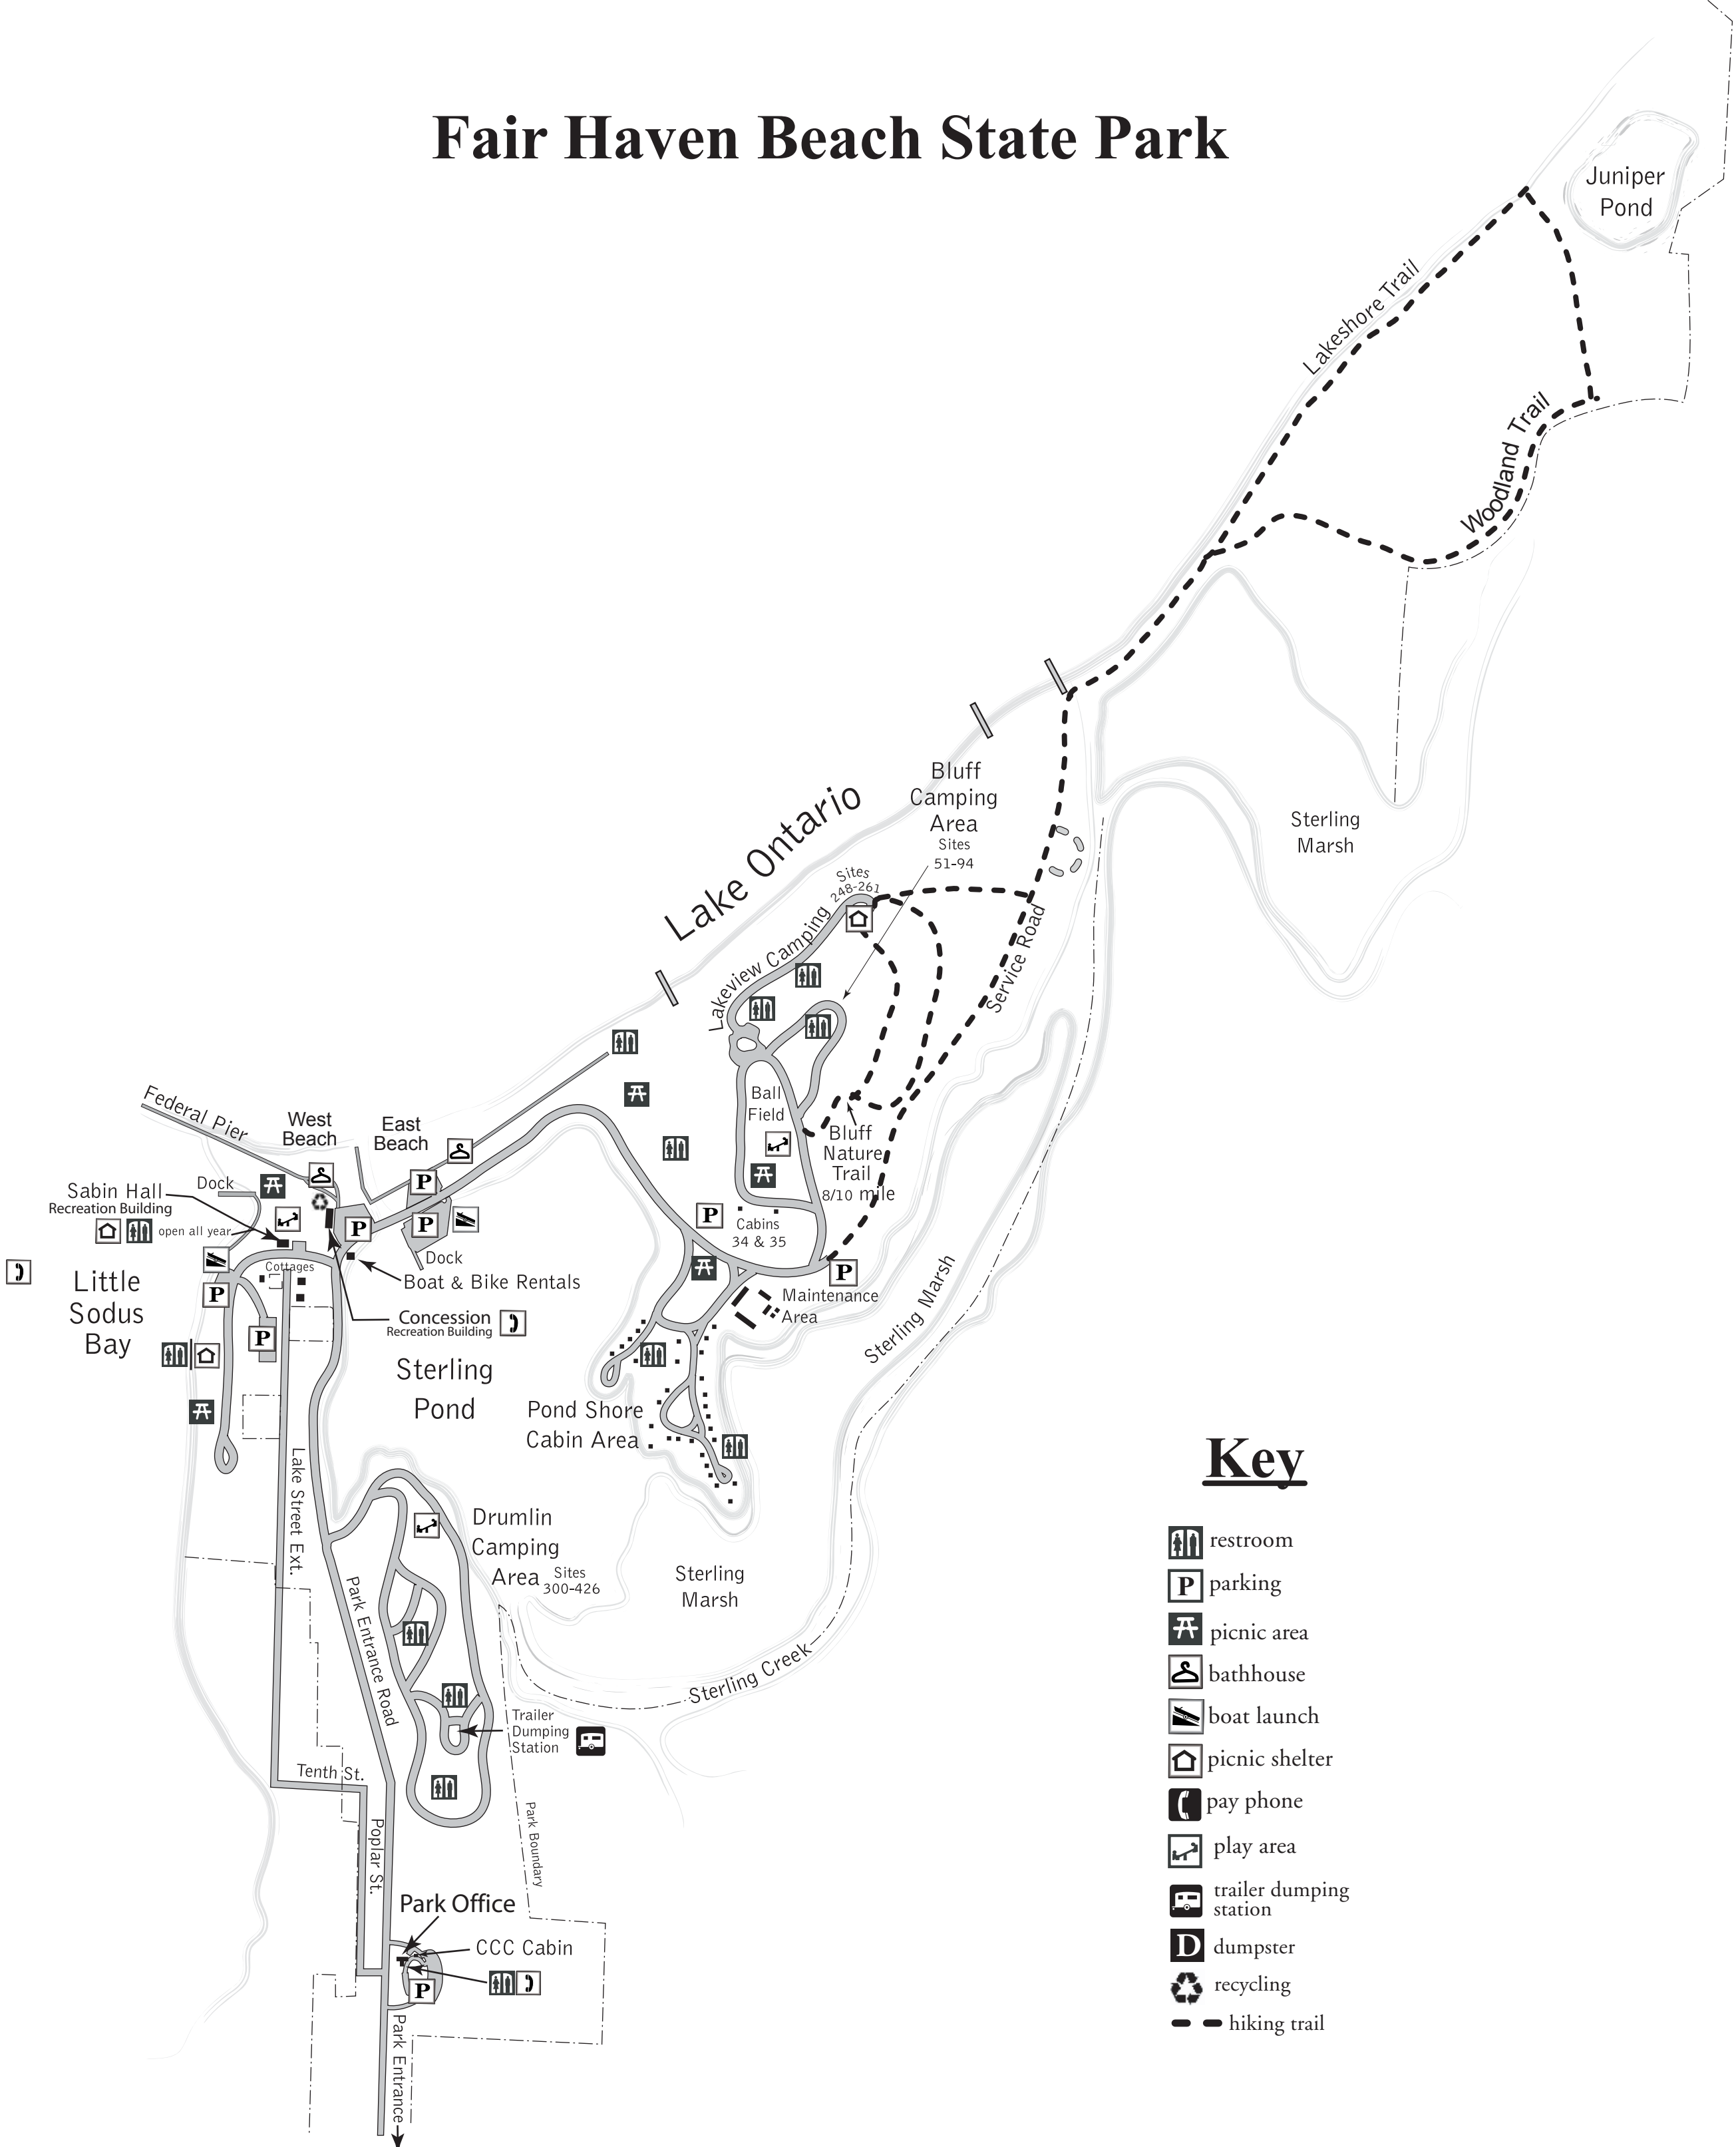 Fair Haven Beach State Park
Juniper
Pond
Lakeshore Trail
Woodland Trail
Sterling
Marsh
Bluff
Camping
Area
Sites
51-94
Lake Ontario
Sites
248-261
Lakeview Camping
Service Road
Ball
Field
Bluff
Nature
Trail
8/10 mile
Federal Pier
West
Beach
East
Beach
Dock
Sabin Hall
Recreation Building
open all year
P
P
P
P
Cabins
34 & 35
Dock
Cottages
Boat & Bike Rentals
P
Maintenance
Area
Little
Sodus
Bay
P
P
Concession
Recreation Building
Sterling
Pond
Sterling Marsh
Pond Shore
Cabin Area
Lake Street Ext.
Drumlin
Camping
Area
Sites
300-426
Sterling
Marsh
Park Entrance Road
Sterling Creek
Trailer
Dumping
Station
Tenth St.
Poplar St.
Park Boundary
Park Office
CCC Cabin
P
Park Entrance
Key
restroom
P parking
picnic area
bathhouse
boat launch
picnic shelter
pay phone
play area
trailer dumping
station
D dumpster
recycling
hiking trail